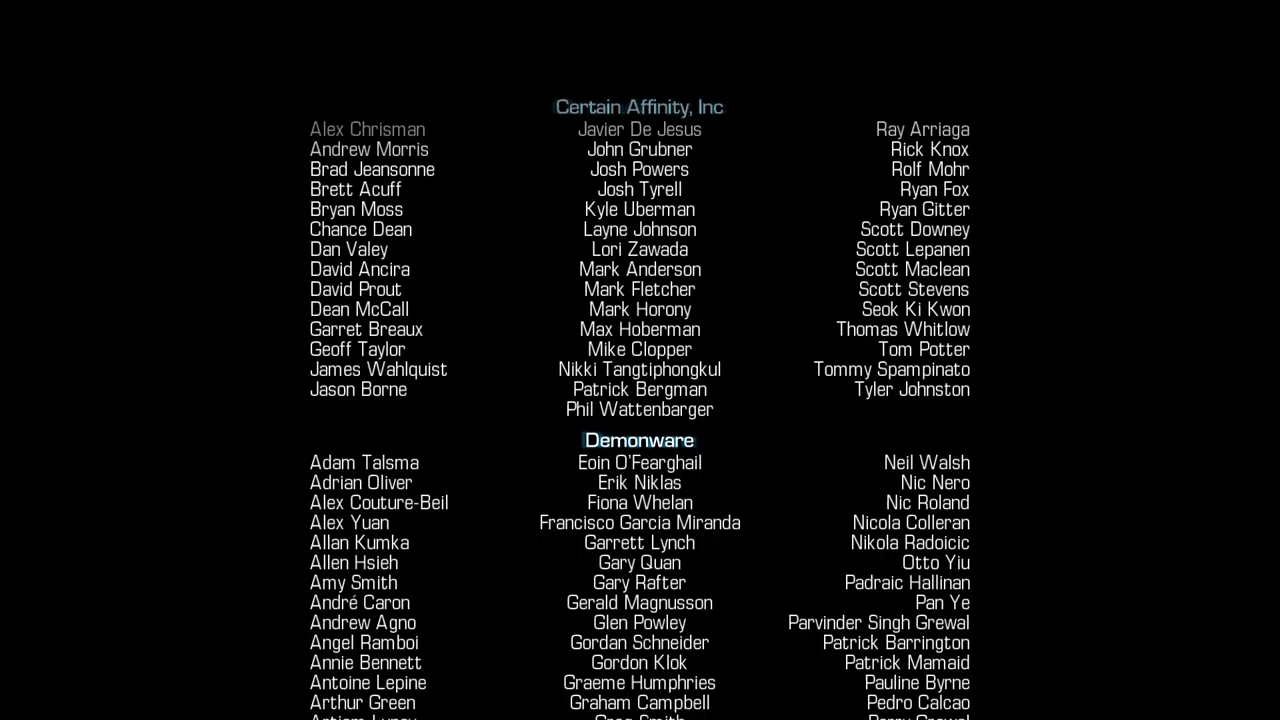 Certain Affinity, Inc
Alex Chrisman Javier De Jesus Ray Arriaga
Andrew Morris John Grubner Rick Knox
Brad Jeansonne Josh Powers Rolf Mohr
Brett Acuff Josh Tyrell Ryan Fox
Bryan Moss Kyle Uberman Ryan Gitter
Chance Dean Layne Johnson Scott Downey
Dan Valey Lori Zawada Scott Lepanen
David Ancira Mark Anderson Scott Maclean
David Prout Mark Fletcher Scott Stevens
Dean McCall Mark Horony Seok Ki Kwon
Garret Breaux Max Hoberman Thomas Whitlow
Geoff Taylor Mike Clopper Tom Potter
James Wahlquist Nikki Tangtiphongkul Tommy Spampinato
Jason Borne Patrick Bergman Tyler Johnston
Phil Wattenbarger
Demonware
Adam Talsma Eoin O'Fearghail Neil Walsh
Adrian Oliver Erik Niklas Nic Nero
Alex Couture-Beil Fiona Whelan Nic Roland
Alex Yuan Francisco Garcia Miranda Nicola Colleran
Allan Kumka Garrett Lynch Nikola Radoicic
Allen Hsieh Gary Quan Otto Yiu
Amy Smith Gary Rafter Padraic Hallinan
André Caron Gerald Magnusson Pan Ye
Andrew Agno Glen Powley Parvinder Singh Grewal
Angel Ramboi Gordan Schneider Patrick Barrington
Annie Bennett Gordon Klok Patrick Mamaid
Antoine Lepine Graeme Humphries Pauline Byrne
Arthur Green Graham Campbell Pedro Calcao